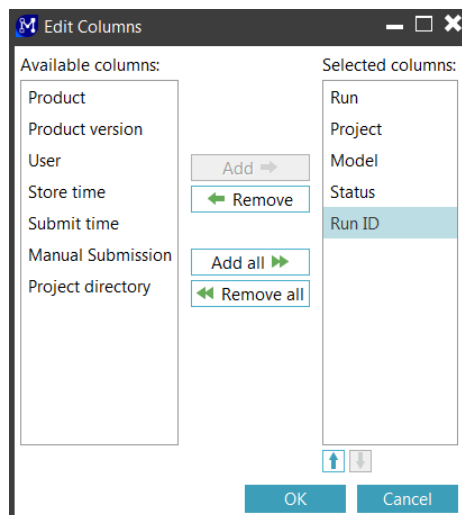 M Edit Columns
Available columns:
Selected columns:
Product
Product version
User
Store time
Submit time
Manual Submission
Project directory
Add
Remove
Add all
Remove all
Run
Project
Model
Status
Run ID
OK
Cancel